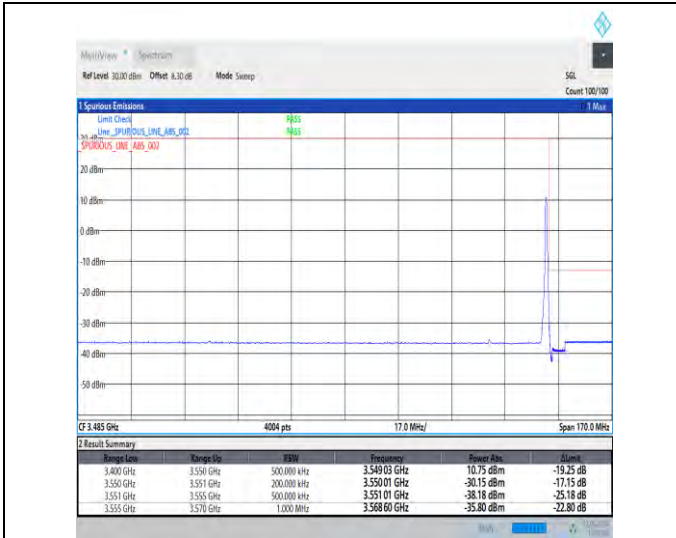 MultiView Spectrum
Ref Level 30.00 dBm Offset 8.30 dB Mode Sweep SGL
Count 100/100
1 Spurious Emissions 1 Max
Limit Check PASS
Line _SPURIOUS_LINE_ABS_002 PASS
30 dBm
_SPURIOUS_LINE_ABS_002
20 dBm
10 dBm
0 dBm
-10 dBm
-20 dBm
-30 dBm
-40 dBm
-50 dBm
CF 3.485 GHz 4004 pts 17.0 MHz/ Span 170.0 MHz
2 Result Summary
Range Low Range Up RBW Frequency Power Abs ΔLimit
3.400 GHz 3.550 GHz 500.000 kHz 3.54903 GHz 10.75 dBm -19.25 dB
3.550 GHz 3.551 GHz 200.000 kHz 3.55001 GHz -30.15 dBm -17.15 dB
3.551 GHz 3.555 GHz 500.000 kHz 3.55101 GHz -38.18 dBm -25.18 dB
3.555 GHz 3.570 GHz 1.000 MHz 3.56860 GHz -35.80 dBm -22.80 dB